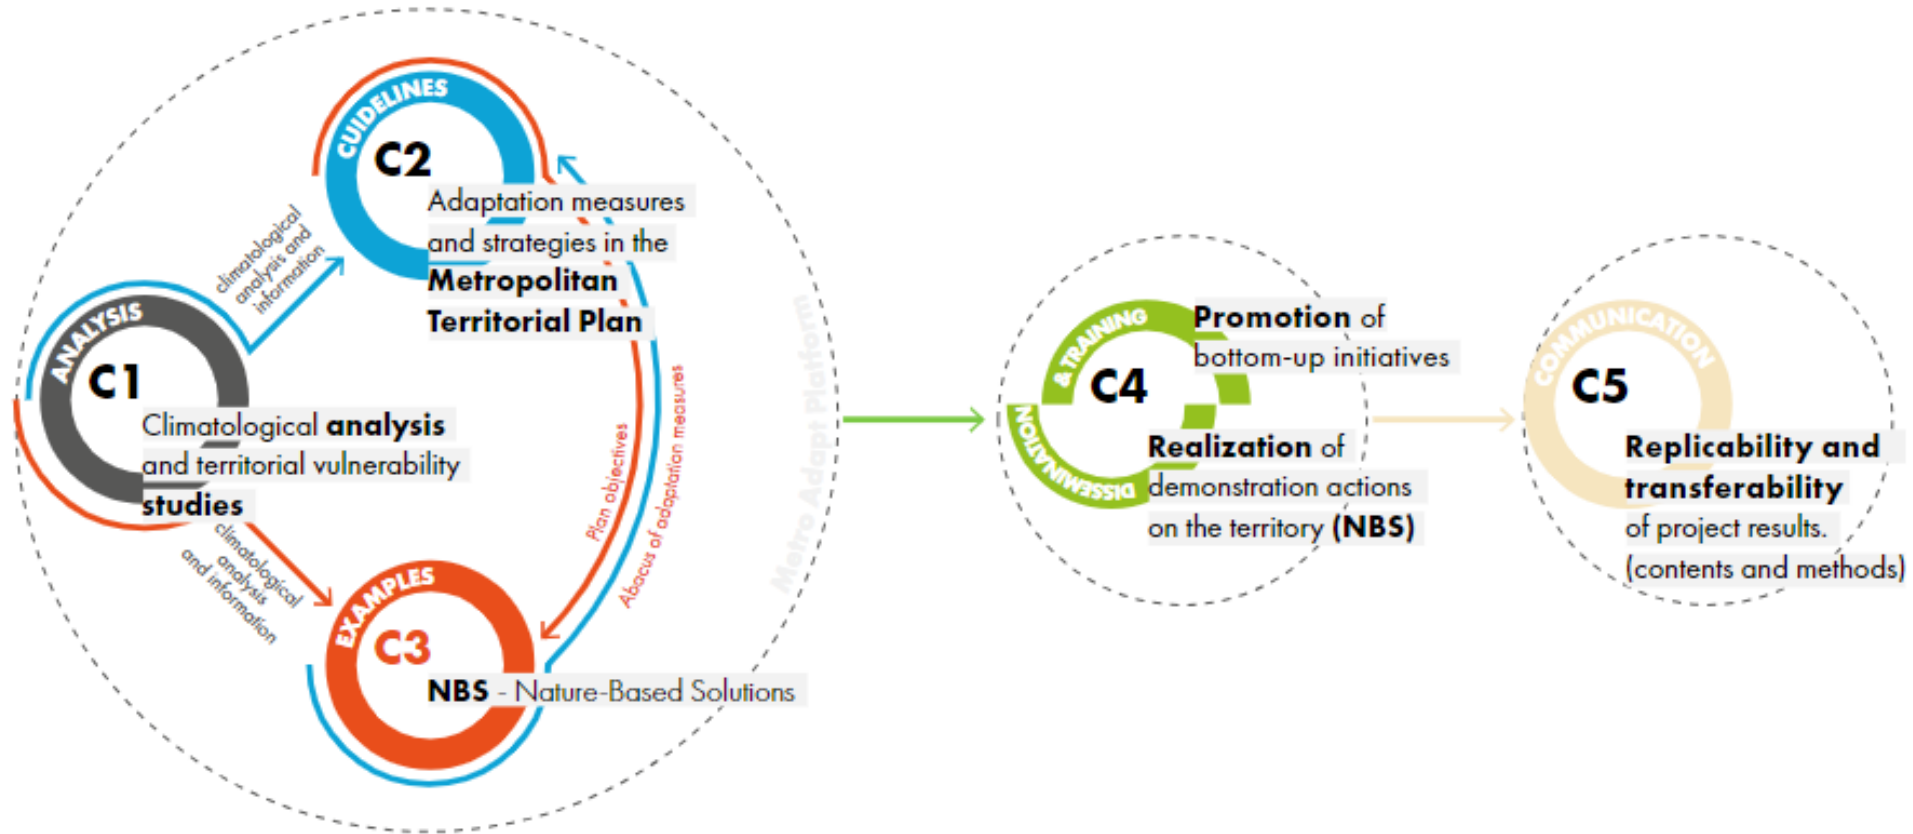 CUIDELINES
C2
Adaptation measures
and strategies in the
Metropolitan
Territorial Plan
climatological
analysis and
information
ANALYSIS
C1
Climatological analysis
and territorial vulnerability
studies
climatological
analysis
and information
EXAMPLES
C3
NBS - Nature-Based Solutions
Plan objectives
Abacus of adaptation measures
Metro Adapt Platform
& TRAINING
C4
DISSEMINATION
Promotion of
bottom-up initiatives
Realization of
demonstration actions
on the territory (NBS)
COMMUNICATION
C5
Replicability and
transferability
of project results.
(contents and methods)